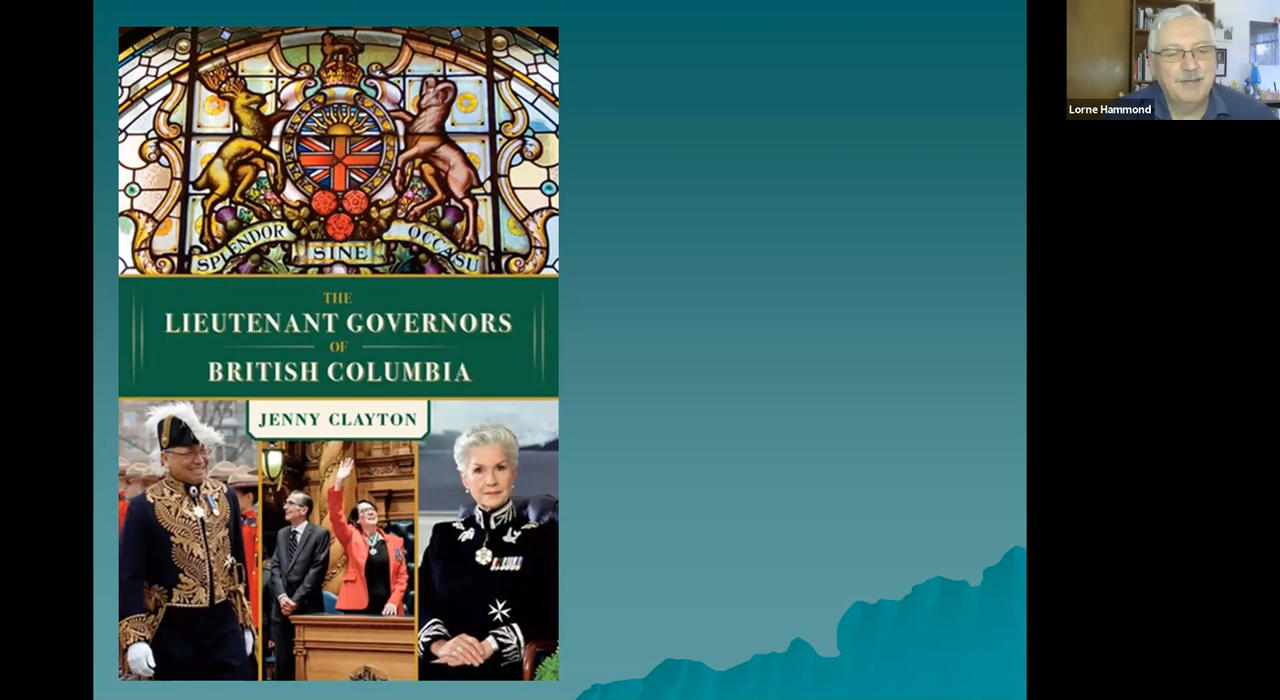 SPLENDOR SINE OCCASU
THE
LIEUTENANT GOVERNORS
OF
BRITISH COLUMBIA
JENNY CLAYTON
Lorne Hammond